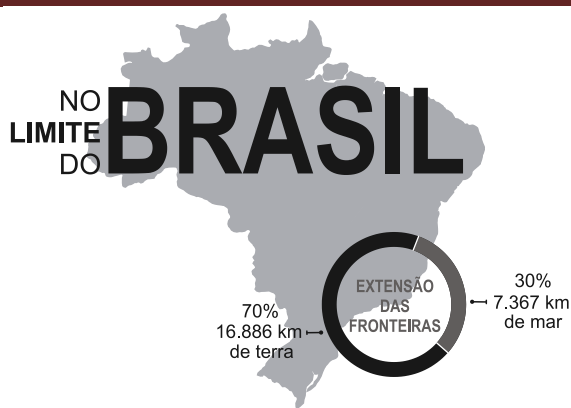 NO
LIMITE
DO
BRASIL
EXTENSÃO
DAS
FRONTEIRAS
70%
16.886 km
de terra
30%
7.367 km
de mar